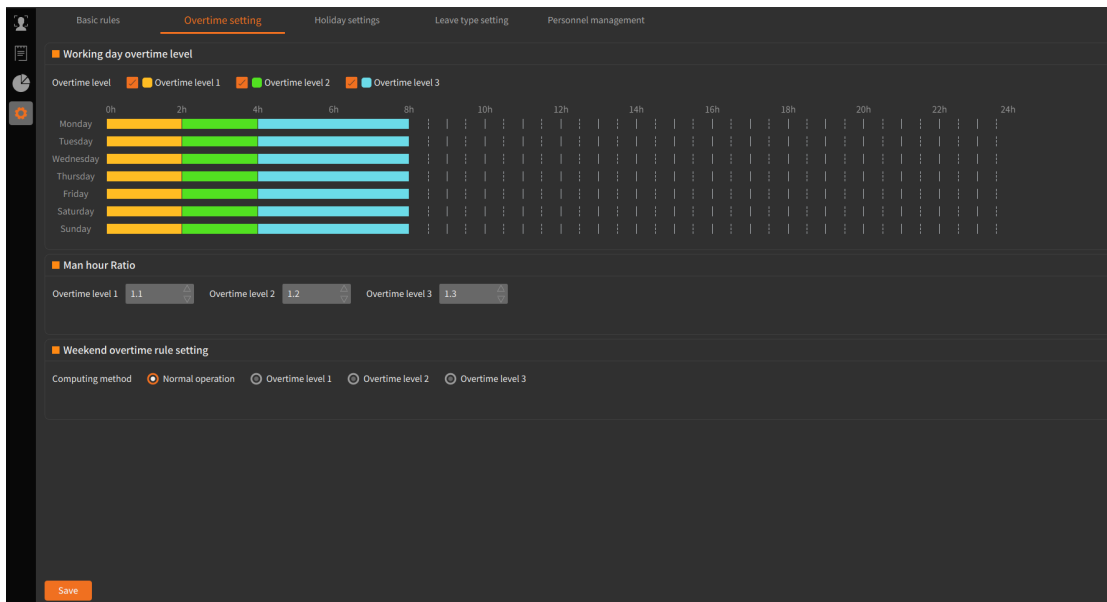 Basic rules Overtime setting Holiday settings Leave type setting Personnel management
Working day overtime level
Overtime level Overtime level 1 Overtime level 2 Overtime level 3
0h 2h 4h 6h 8h 10h 12h 14h 16h 18h 20h 22h 24h
Monday
Tuesday
Wednesday
Thursday
Friday
Saturday
Sunday
Man hour Ratio
Overtime level 1 1.1 Overtime level 2 1.2 Overtime level 3 1.3
Weekend overtime rule setting
Computing method Normal operation Overtime level 1 Overtime level 2 Overtime level 3
Save